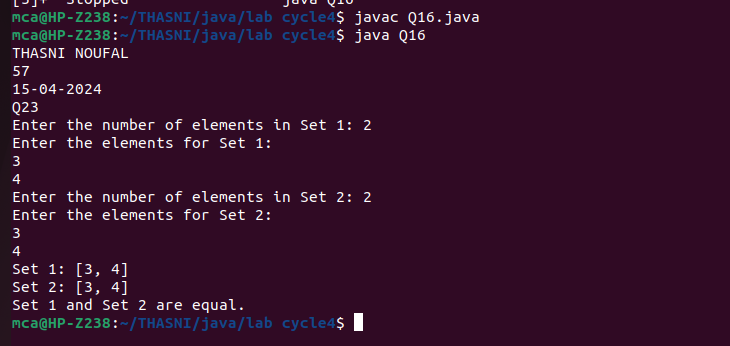 mca@HP-Z238:~/THASNI/java/lab cycle4$ javac Q16.java
mca@HP-Z238:~/THASNI/java/lab cycle4$ java Q16
THASNI NOUFAL
57
15-04-2024
Q23
Enter the number of elements in Set 1: 2
Enter the elements for Set 1:
3
4
Enter the number of elements in Set 2: 2
Enter the elements for Set 2:
3
4
Set 1: [3, 4]
Set 2: [3, 4]
Set 1 and Set 2 are equal.
mca@HP-Z238:~/THASNI/java/lab cycle4$